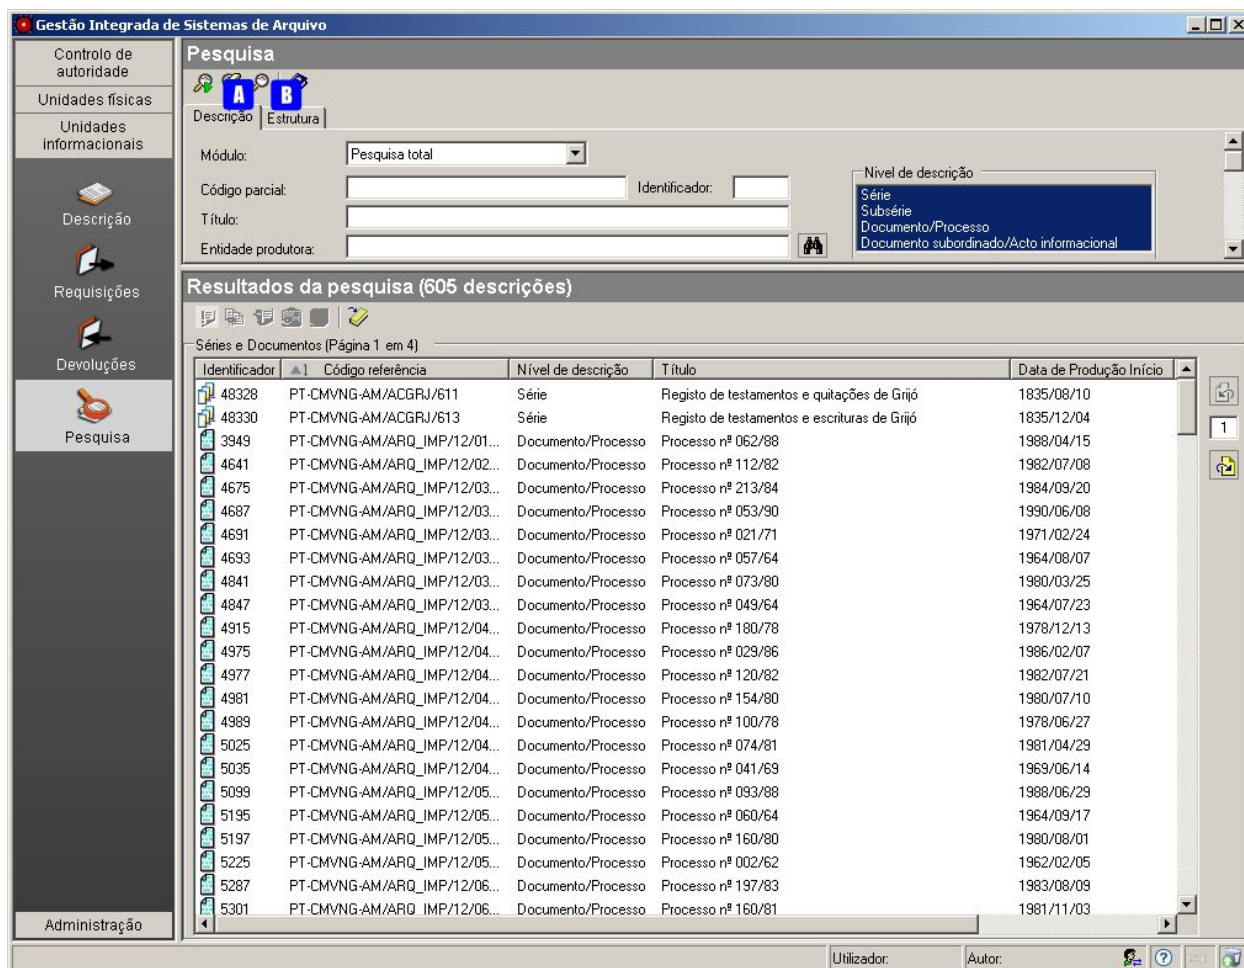 Gestão Integrada de Sistemas de Arquivo
Controlo de
autoridade
Unidades físicas
Unidades
informacionais
Descrição
Requisições
Devoluções
Pesquisa
Administração
Pesquisa
A B
Descrição Estrutura
Módulo: Pesquisa total
Código parcial: Identificador:
Título:
Entidade produtora:
Nível de descrição
Série
Subsérie
Documento/Processo
Documento subordinado/Acto informacional
Resultados da pesquisa (605 descrições)
Séries e Documentos (Página 1 em 4)
Identificador 1 Código referência Nível de descrição Título Data de Produção Início
48328 PT-CMVNG-AM/ACGRJ/611 Série Registo de testamentos e quitações de Grijó 1835/08/10
48330 PT-CMVNG-AM/ACGRJ/613 Série Registo de testamentos e escrituras de Grijó 1835/12/04
3949 PT-CMVNG-AM/ARQ_IMP/12/01... Documento/Processo Processo nº 062/88 1988/04/15
4641 PT-CMVNG-AM/ARQ_IMP/12/02... Documento/Processo Processo nº 112/82 1982/07/08
4675 PT-CMVNG-AM/ARQ_IMP/12/03... Documento/Processo Processo nº 213/84 1984/09/20
4687 PT-CMVNG-AM/ARQ_IMP/12/03... Documento/Processo Processo nº 053/90 1990/06/08
4691 PT-CMVNG-AM/ARQ_IMP/12/03... Documento/Processo Processo nº 021/71 1971/02/24
4693 PT-CMVNG-AM/ARQ_IMP/12/03... Documento/Processo Processo nº 057/64 1964/08/07
4841 PT-CMVNG-AM/ARQ_IMP/12/03... Documento/Processo Processo nº 073/80 1980/03/25
4847 PT-CMVNG-AM/ARQ_IMP/12/03... Documento/Processo Processo nº 049/64 1964/07/23
4915 PT-CMVNG-AM/ARQ_IMP/12/04... Documento/Processo Processo nº 180/78 1978/12/13
4975 PT-CMVNG-AM/ARQ_IMP/12/04... Documento/Processo Processo nº 029/86 1986/02/07
4977 PT-CMVNG-AM/ARQ_IMP/12/04... Documento/Processo Processo nº 120/82 1982/07/21
4981 PT-CMVNG-AM/ARQ_IMP/12/04... Documento/Processo Processo nº 154/80 1980/07/10
4989 PT-CMVNG-AM/ARQ_IMP/12/04... Documento/Processo Processo nº 100/78 1978/06/27
5025 PT-CMVNG-AM/ARQ_IMP/12/04... Documento/Processo Processo nº 074/81 1981/04/29
5035 PT-CMVNG-AM/ARQ_IMP/12/04... Documento/Processo Processo nº 041/69 1969/06/14
5099 PT-CMVNG-AM/ARQ_IMP/12/05... Documento/Processo Processo nº 093/88 1988/06/29
5195 PT-CMVNG-AM/ARQ_IMP/12/05... Documento/Processo Processo nº 060/64 1964/09/17
5197 PT-CMVNG-AM/ARQ_IMP/12/05... Documento/Processo Processo nº 160/80 1980/08/01
5225 PT-CMVNG-AM/ARQ_IMP/12/05... Documento/Processo Processo nº 002/62 1962/02/05
5287 PT-CMVNG-AM/ARQ_IMP/12/06... Documento/Processo Processo nº 197/83 1983/08/09
5301 PT-CMVNG-AM/ARQ_IMP/12/06... Documento/Processo Processo nº 160/81 1981/11/03
1
Utilizador: Autor: